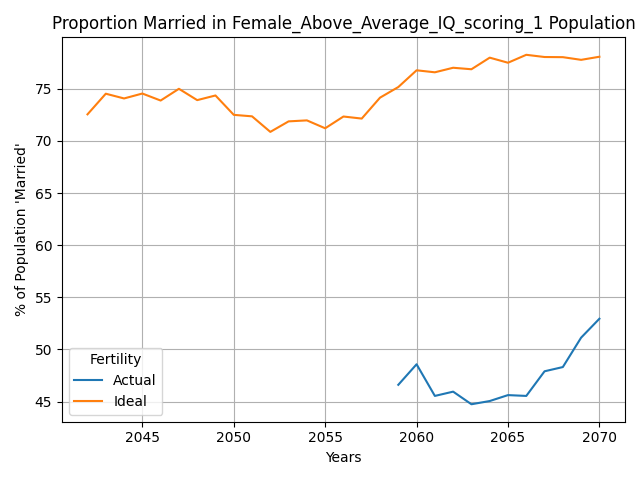 Proportion Married in Female_Above_Average_IQ_scoring_1 Population
% of Population 'Married'
75
70
65
60
55
50
45
Fertility
Actual
Ideal
2045 2050 2055 2060 2065 2070
Years